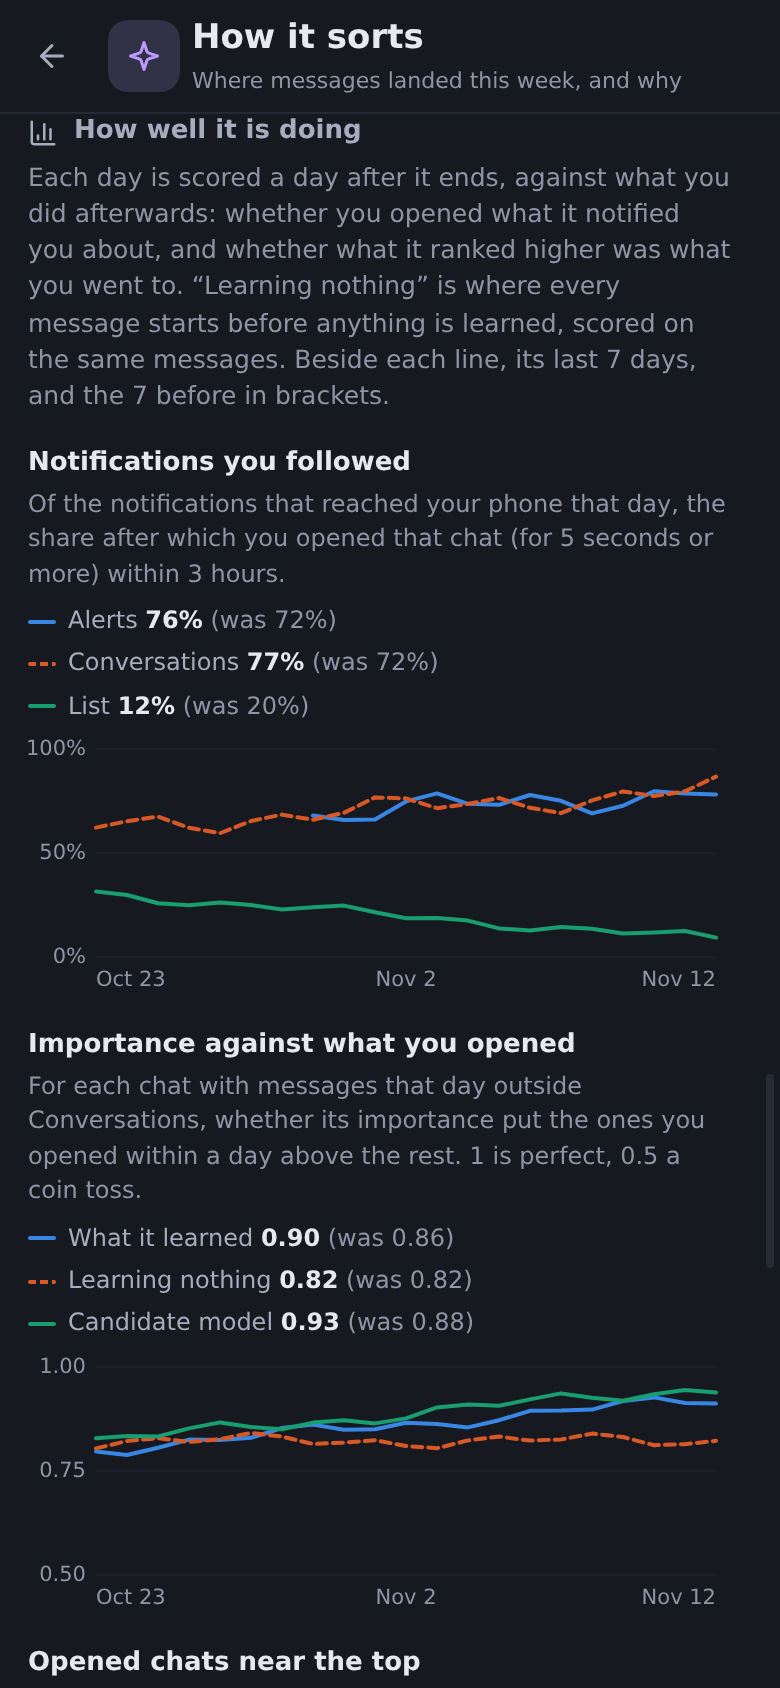 How it sorts
Where messages landed this week, and why
How well it is doing
Each day is scored a day after it ends, against what you
did afterwards: whether you opened what it notified
you about, and whether what it ranked higher was what
you went to. “Learning nothing” is where every
message starts before anything is learned, scored on
the same messages. Beside each line, its last 7 days,
and the 7 before in brackets.
Notifications you followed
Of the notifications that reached your phone that day, the
share after which you opened that chat (for 5 seconds or
more) within 3 hours.
Alerts 76% (was 72%)
Conversations 77% (was 72%)
List 12% (was 20%)
100%
50%
0%
Oct 23 Nov 2 Nov 12
Importance against what you opened
For each chat with messages that day outside
Conversations, whether its importance put the ones you
opened within a day above the rest. 1 is perfect, 0.5 a
coin toss.
What it learned 0.90 (was 0.86)
Learning nothing 0.82 (was 0.82)
Candidate model 0.93 (was 0.88)
1.00
0.75
0.50
Oct 23 Nov 2 Nov 12
Opened chats near the top